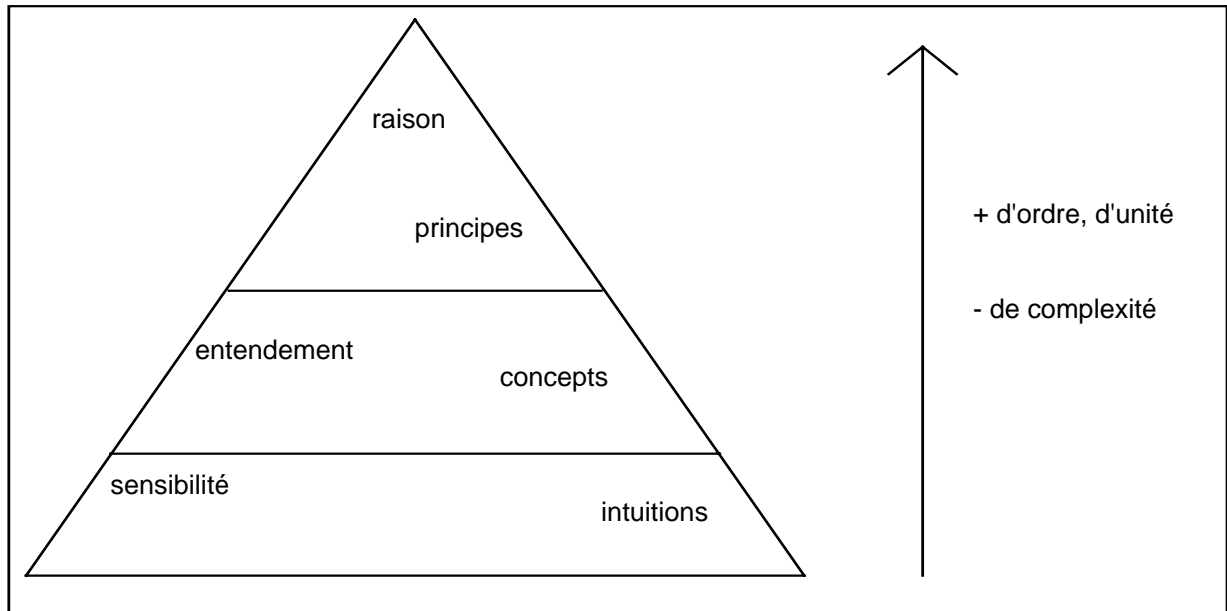 raison
principes
+ d'ordre, d'unité
- de complexité
entendement
concepts
sensibilité
intuitions